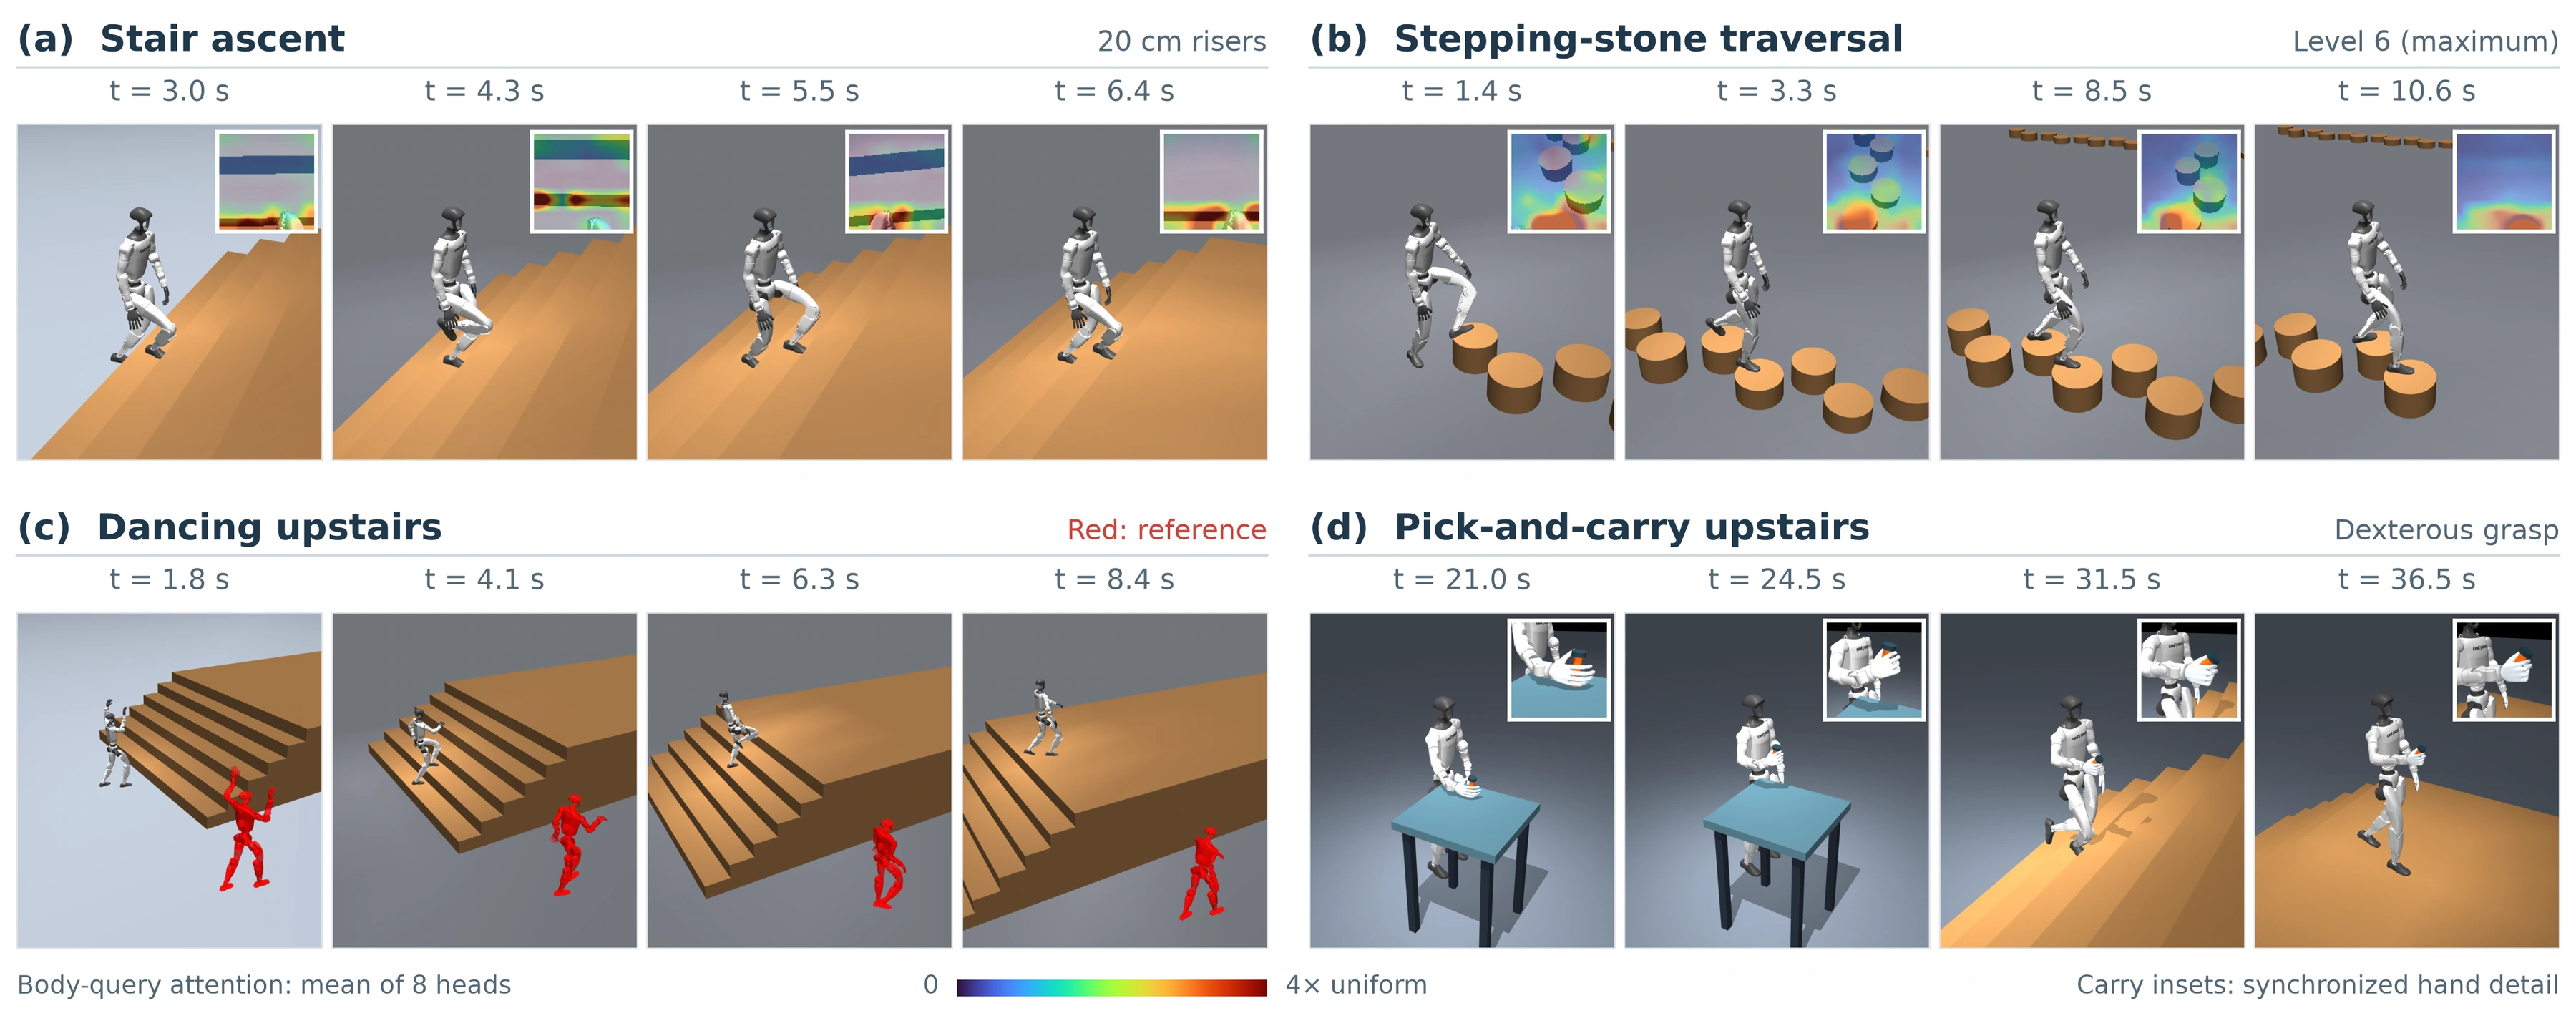 (a) Stair ascent
20 cm risers
t = 3.0 s
t = 4.3 s
t = 5.5 s
t = 6.4 s
(b) Stepping-stone traversal
Level 6 (maximum)
t = 1.4 s
t = 3.3 s
t = 8.5 s
t = 10.6 s
(c) Dancing upstairs
Red: reference
t = 1.8 s
t = 4.1 s
t = 6.3 s
t = 8.4 s
(d) Pick-and-carry upstairs
Dexterous grasp
t = 21.0 s
t = 24.5 s
t = 31.5 s
t = 36.5 s
Body-query attention: mean of 8 heads
0
4× uniform
Carry insets: synchronized hand detail